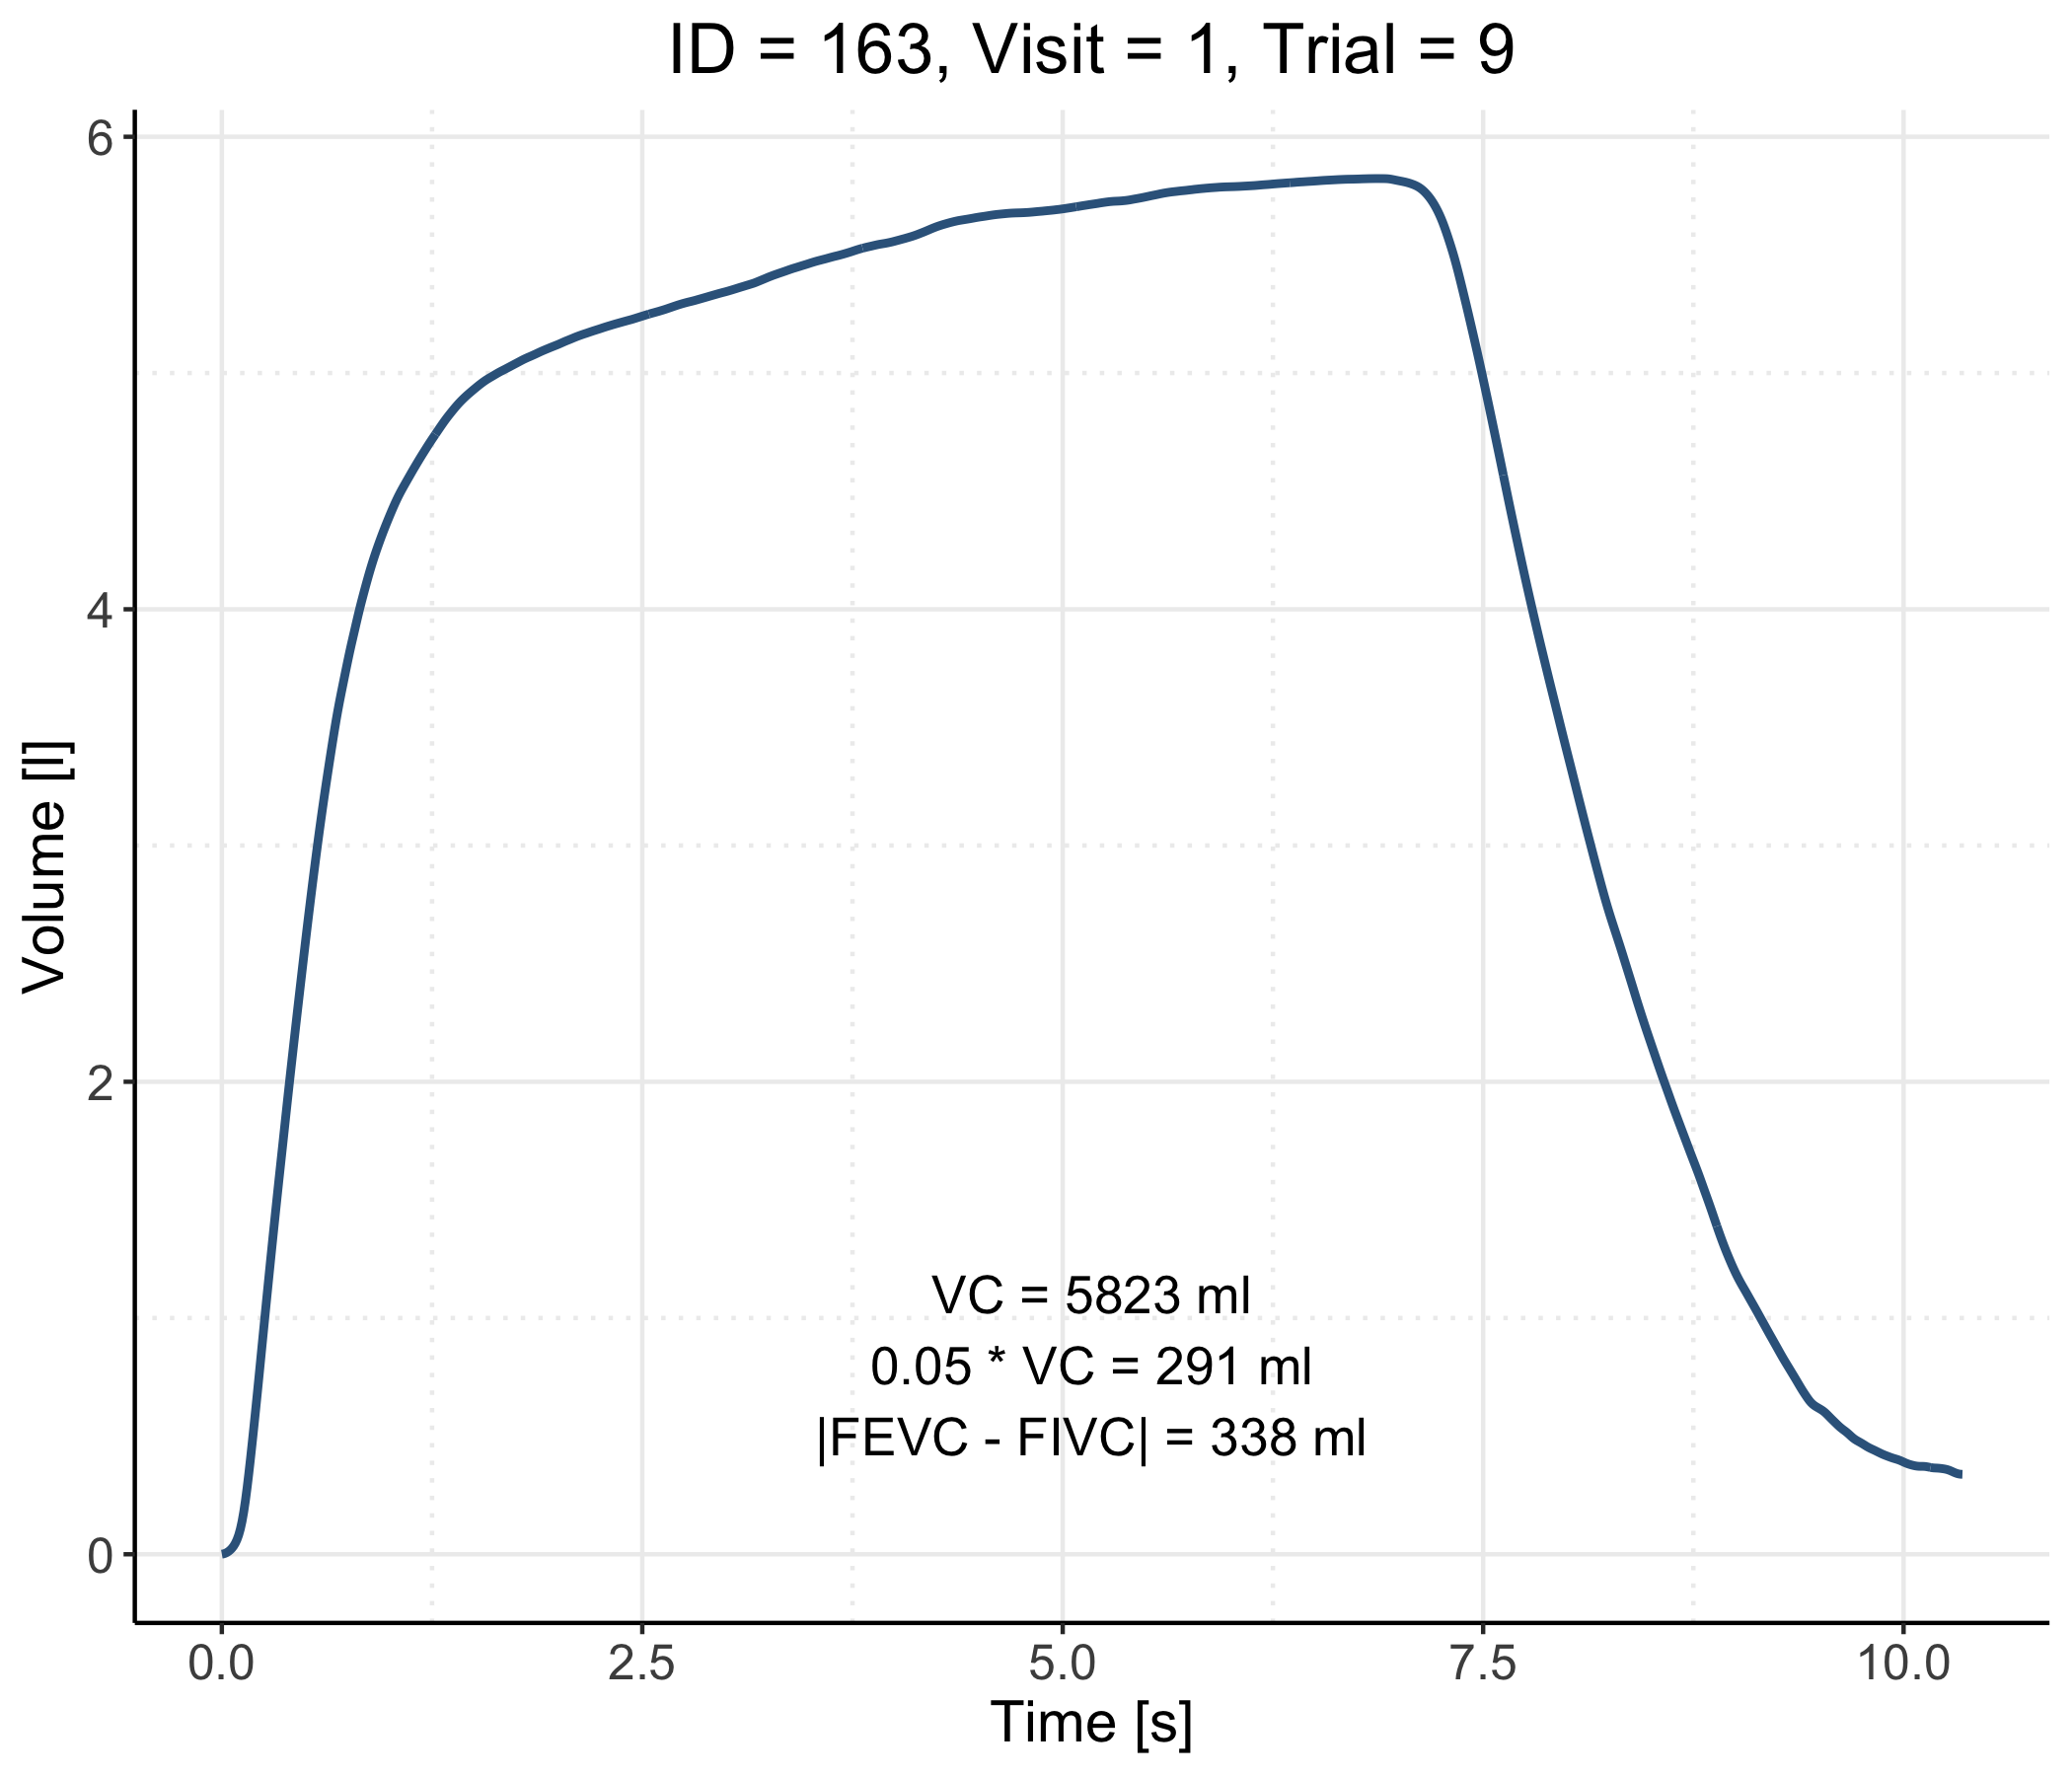 ID = 163, Visit = 1, Trial = 9
6
4
2
0
Volume [l]
VC = 5823 ml
0.05 * VC = 291 ml
|FEVC - FIVC| = 338 ml
0.0 2.5 5.0 7.5 10.0
Time [s]